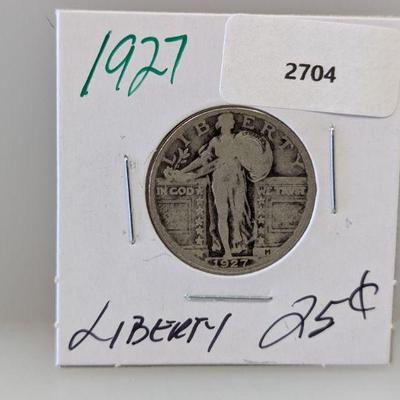 1927
2704
LIBERTY
IN GOD WE TRUST
M
1927
LIBERTY 25¢